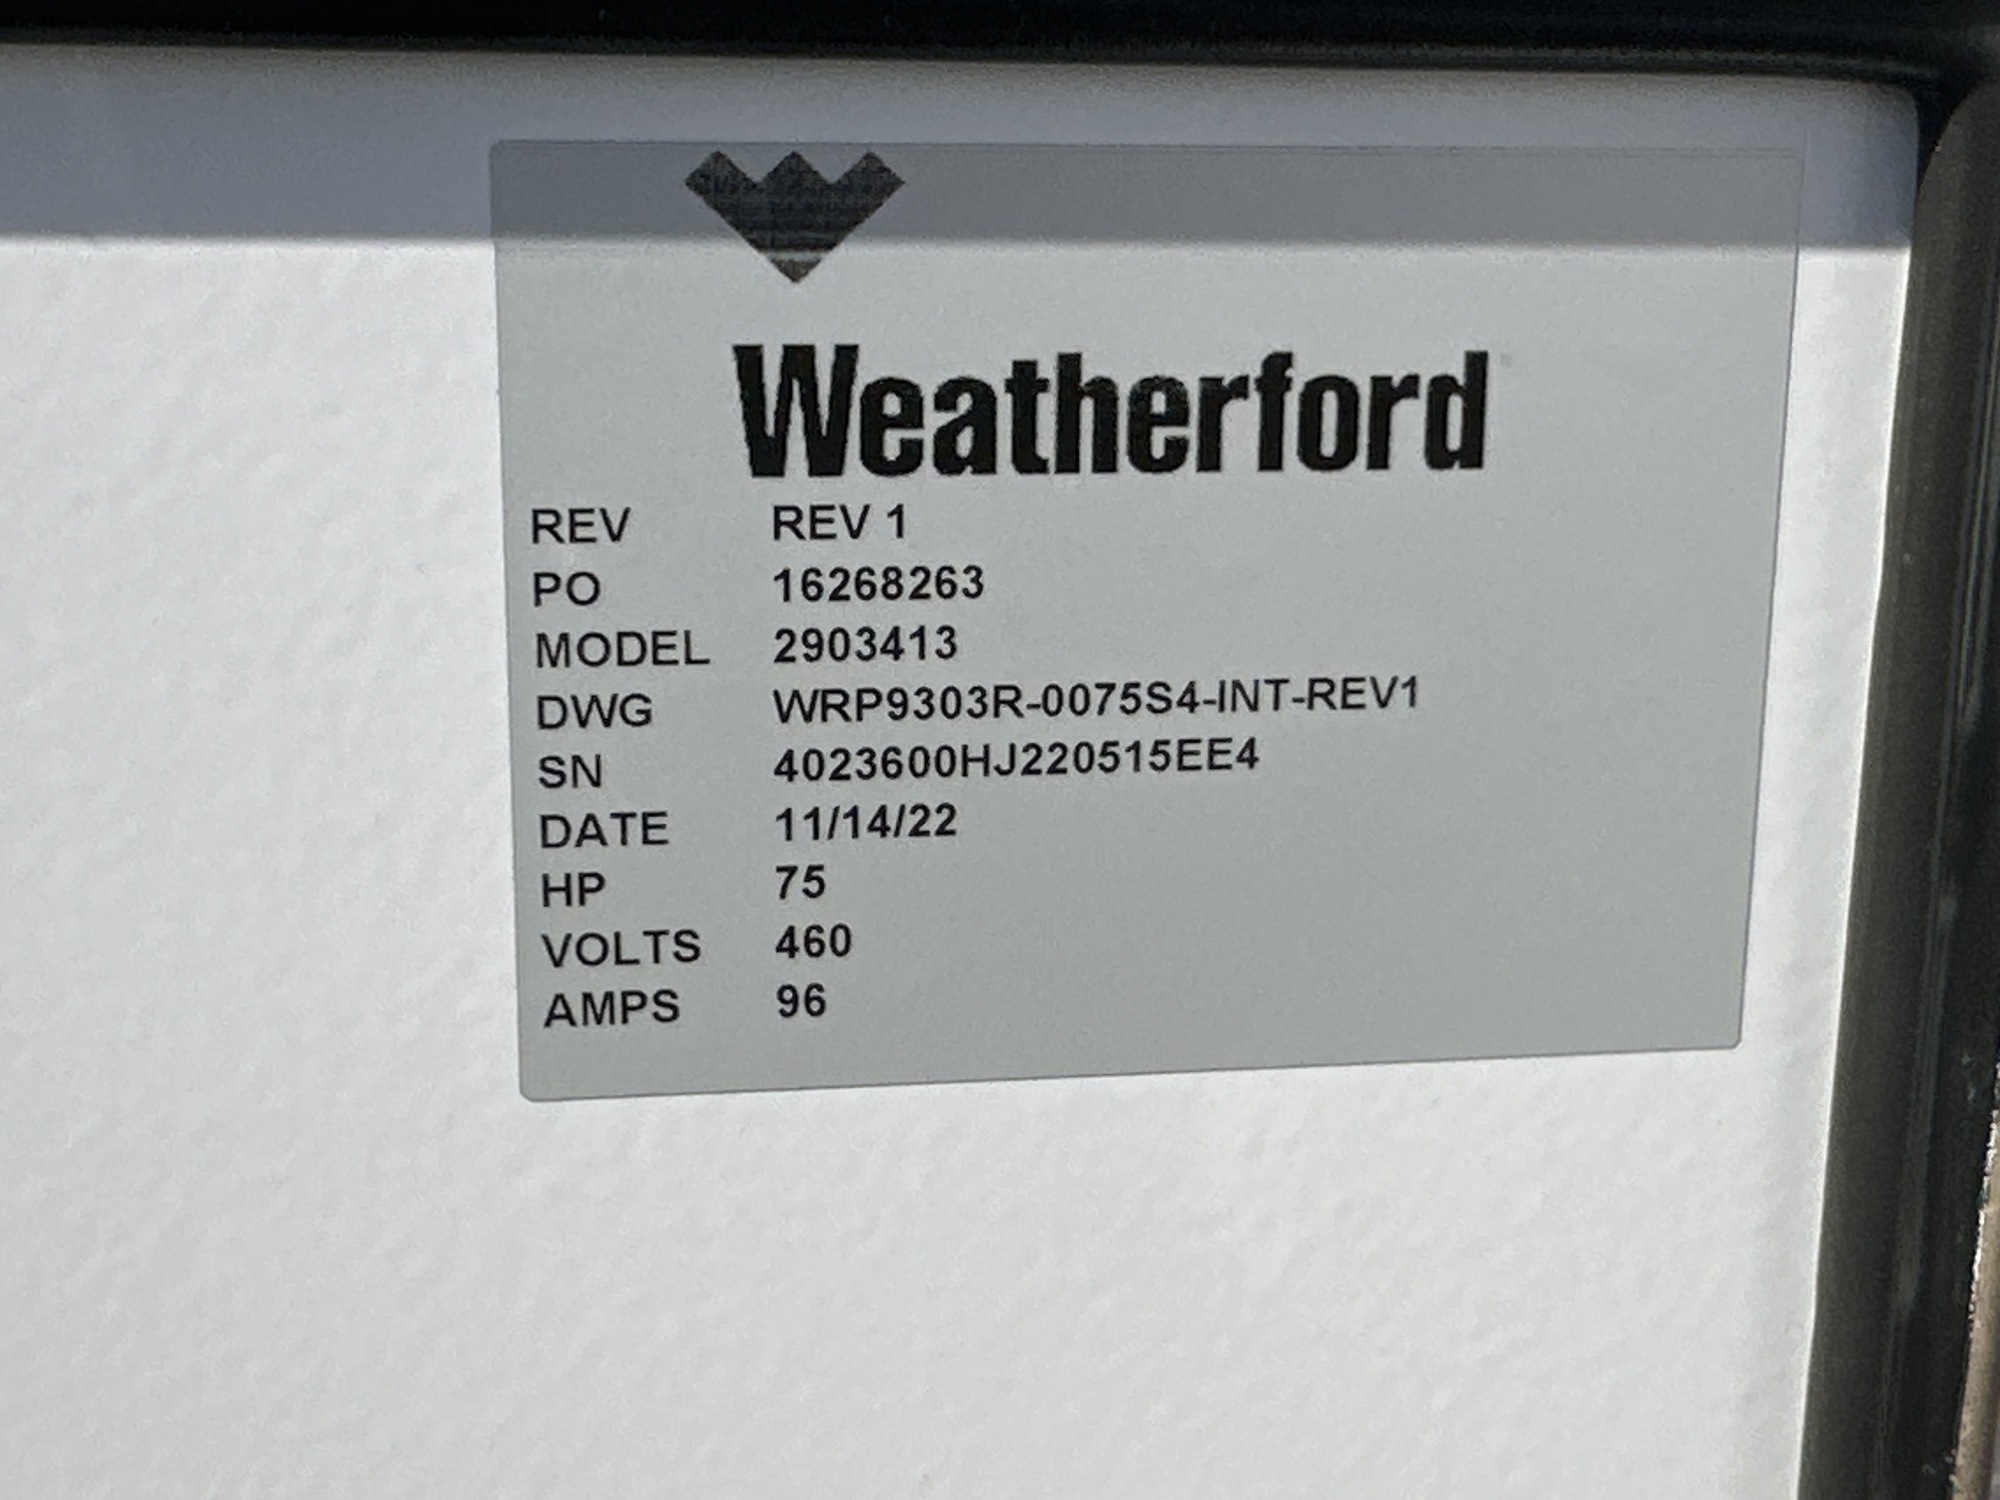 Weatherford
REV REV 1
PO 16268263
MODEL 2903413
DWG WRP9303R-0075S4-INT-REV1
SN 4023600HJ220515EE4
DATE 11/14/22
HP 75
VOLTS 460
AMPS 96